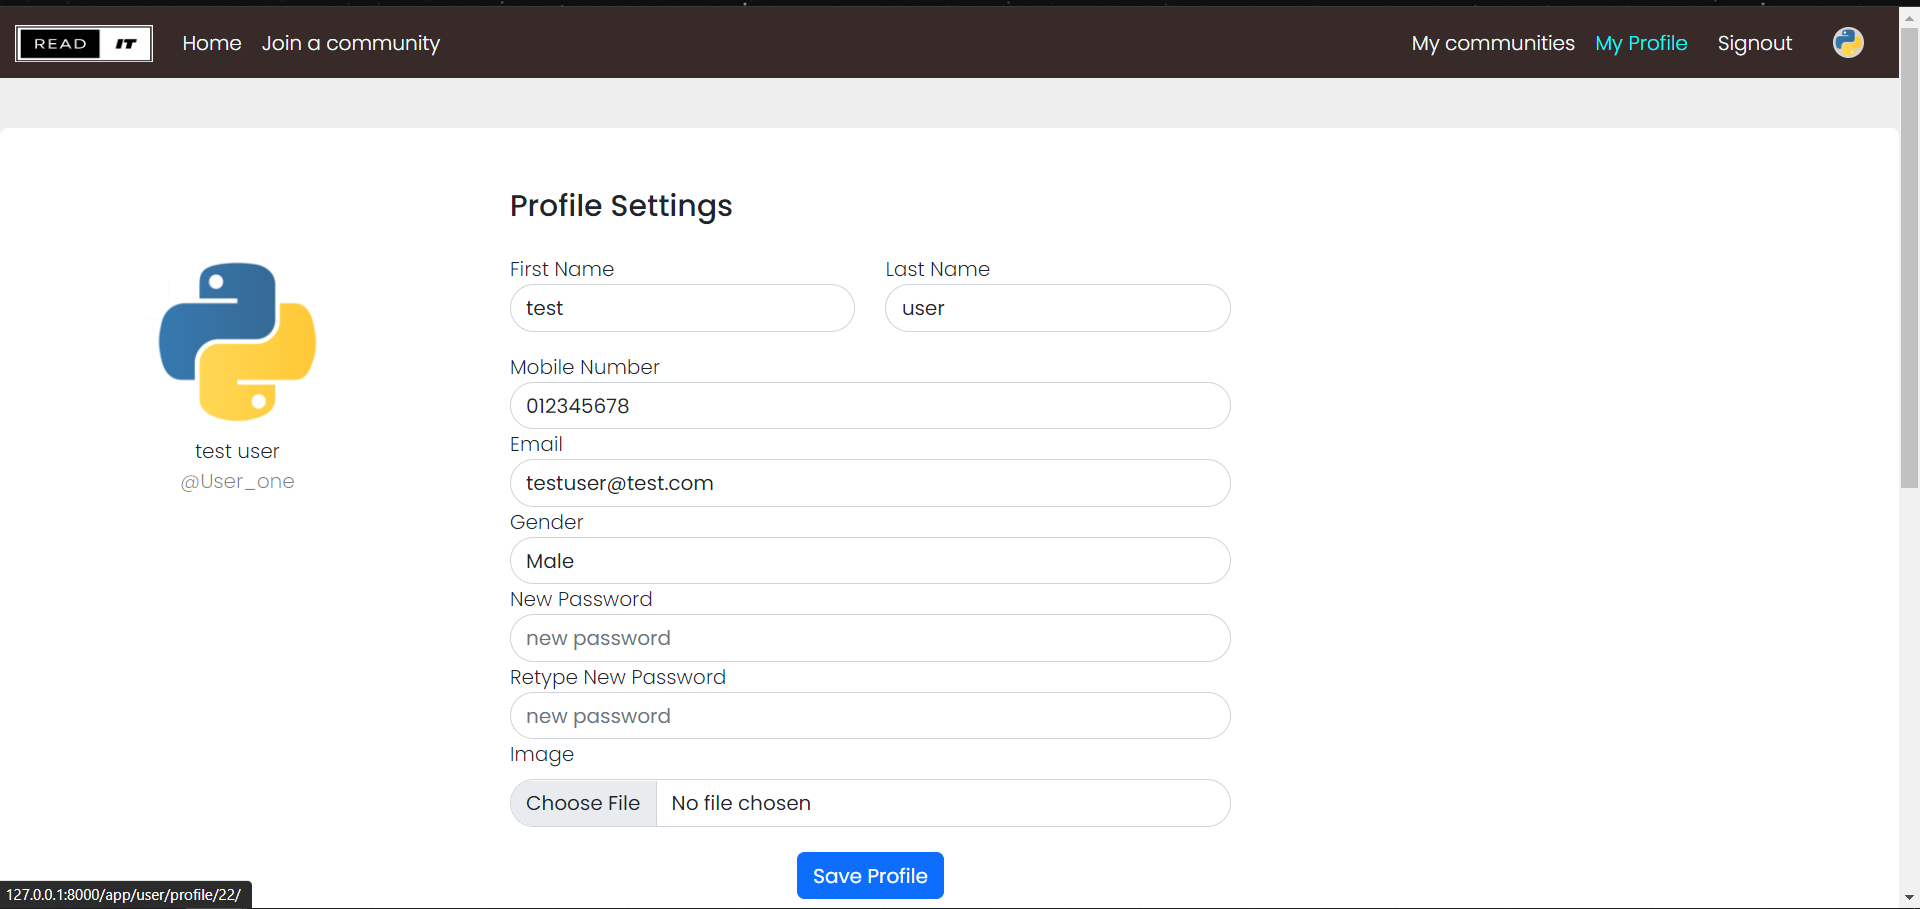 READ IT Home Join a community My communities My Profile Signout
Profile Settings
First Name Last Name
test user
Mobile Number
012345678
Email
testuser@test.com
test user
@User_one
Gender
Male
New Password
new password
Retype New Password
new password
Image
Choose File No file chosen
Save Profile
127.0.0.1:8000/app/user/profile/22/